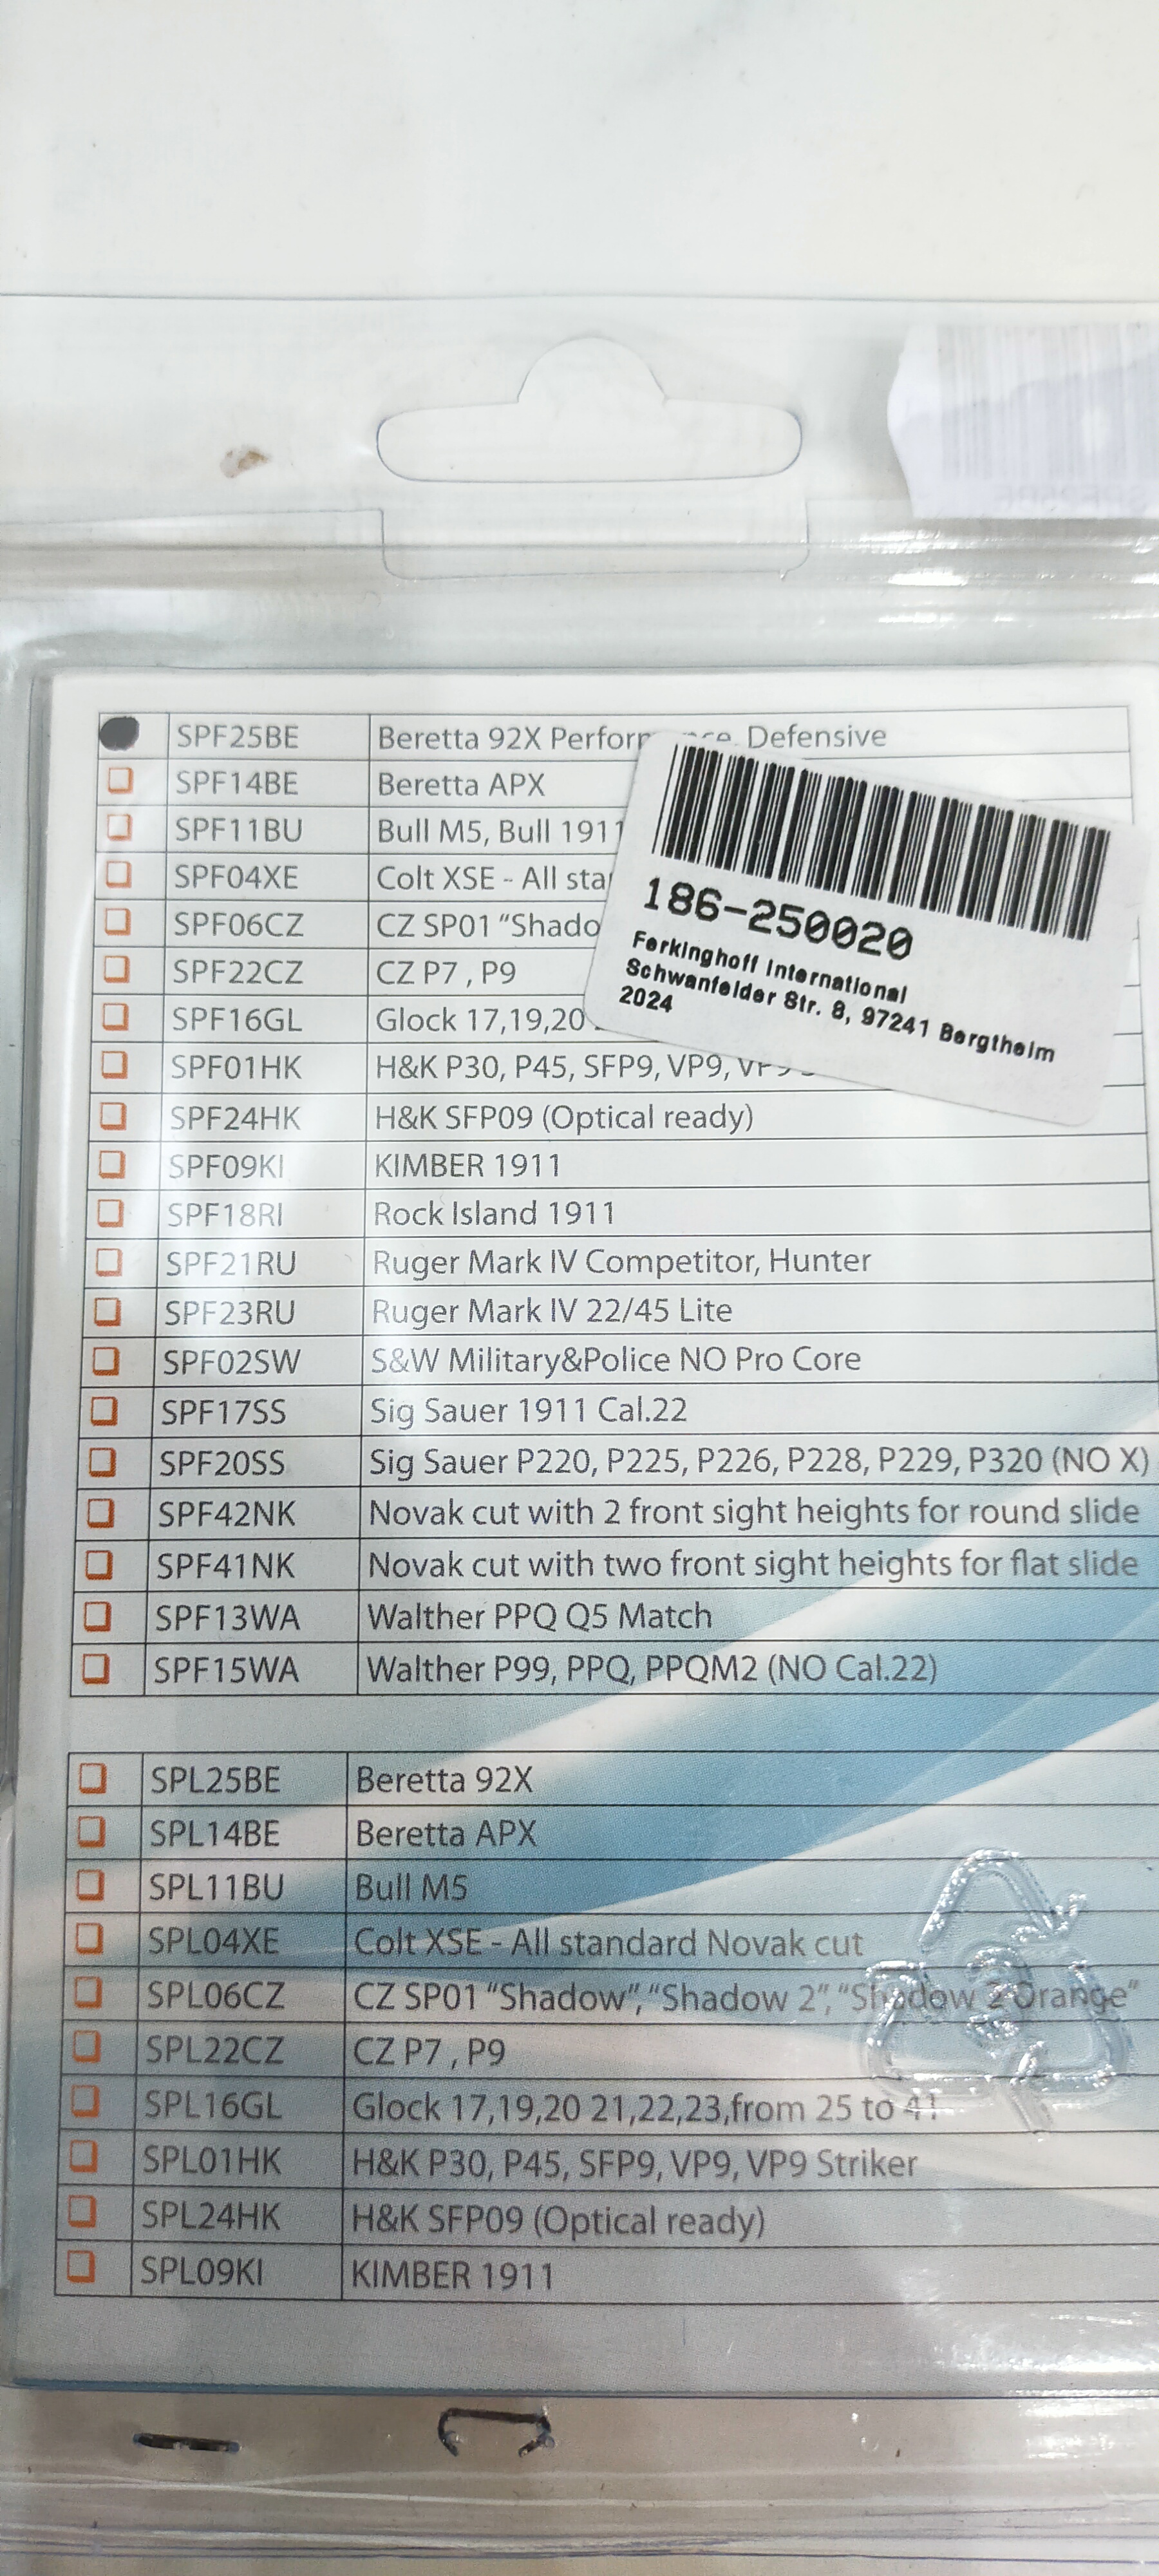 SPF25BE Beretta 92X Defensive
SPF14BE Beretta APX
SPF11BU Bull M5, Bull 1911
SPF04XE Colt XSE - All
SPF06CZ CZ SP01
SPF22CZ CZ P7 , P9
SPF16GL Glock 17,19,20
SPF01HK H&K P30, P45, SFP9, VP9,
SPF24HK H&K SFP09 (Optical ready)
SPF09KI KIMBER 1911
SPF18RI Rock Island 1911
SPF21RU Ruger Mark IV Competitor, Hunter
SPF23RU Ruger Mark IV 22/45 Lite
SPF02SW S&W Military&Police NO Pro Core
SPF17SS Sig Sauer 1911 Cal.22
SPF20SS Sig Sauer P220, P225, P226, P228, P229, P320 (NO X)
SPF42NK Novak cut with 2 front sight heights for round slide
SPF41NK Novak cut with two front sight heights for flat slide
SPF13WA Walther PPQ Q5 Match
SPF15WA Walther P99, PPQ, PPQM2 (NO Cal.22)
186-250020
Ferkinghoff International
Schwanfelder Str. 8, 97241 Bergtheim
2024
SPL25BE Beretta 92X
SPL14BE Beretta APX
SPL11BU Bull M5
SPL04XE Colt XSE - All standard Novak cut
SPL06CZ CZ SP01 “Shadow”, “Shadow 2”, “Shadow 2 Orange”
SPL22CZ CZ P7 , P9
SPL16GL Glock 17,19,20 21,22,23,from 25 to 41
SPL01HK H&K P30, P45, SFP9, VP9, VP9 Striker
SPL24HK H&K SFP09 (Optical ready)
SPL09KI KIMBER 1911